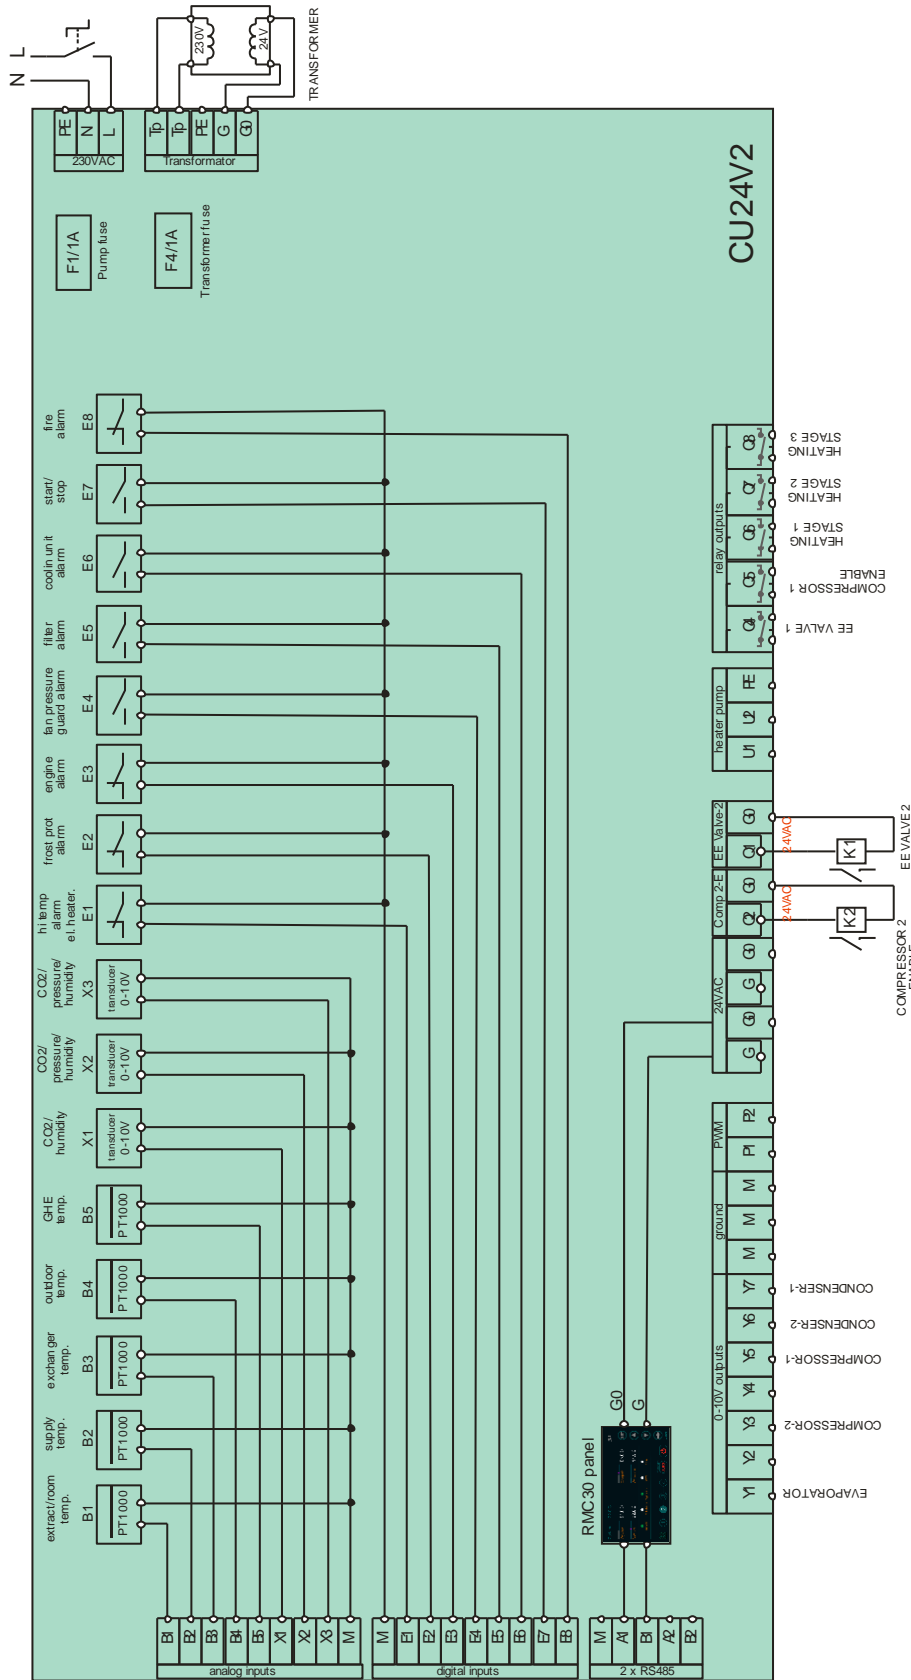 N
L
230V
24V
TRANSFORMER
PE
N
L
230VAC
Tp
Tp
PE
G
G0
Transformator
F1/1A
Pump fuse
F4/1A
Transformer fuse
CU24V2
fire
alarm
E8
start/
stop
E7
coolin unit
alarm
E6
filter
alarm
E5
fan pressure
guard alarm
E4
engine
alarm
E3
frost prot
alarm
E2
hi temp
alarm
el. heater.
E1
CO2/
pressure/
humidity
X3
transducer
0-10V
CO2/
pressure/
humidity
X2
transducer
0-10V
CO2/
humidity
X1
transducer
0-10V
GHE
temp.
B5
PT1000
outdoor
temp.
B4
PT1000
exchanger
temp.
B3
PT1000
supply
temp.
B2
PT1000
extract/room
temp.
B1
PT1000
relay outputs
Q8
Q7
Q6
Q5
Q4
HEATING
STAGE 3
HEATING
STAGE 2
HEATING
STAGE 1
COMPRESSOR 1
ENABLE
EE VALVE 1
heater pump
PE
U2
U1
EE Valve-2
G0
Q1
24VAC
K1
EE VALVE 2
Comp 2-E
G0
Q2
24VAC
K2
COMPRESSOR 2
ENABLE
24VAC
G0
G
G0
G
PWM
P2
P1
ground
M
M
M
0-10V outputs
Y7
Y6
Y5
Y4
Y3
Y2
Y1
CONDENSER-1
CONDENSER-2
COMPRESSOR-1
COMPRESSOR-2
EVAPORATOR
RMC30 panel
G0
G
B1
B2
B3
B4
B5
X1
X2
X3
M
analog inputs
M
E1
E2
E3
E4
E5
E6
E7
E8
digital inputs
M
A1
B1
A2
B2
2 x RS485